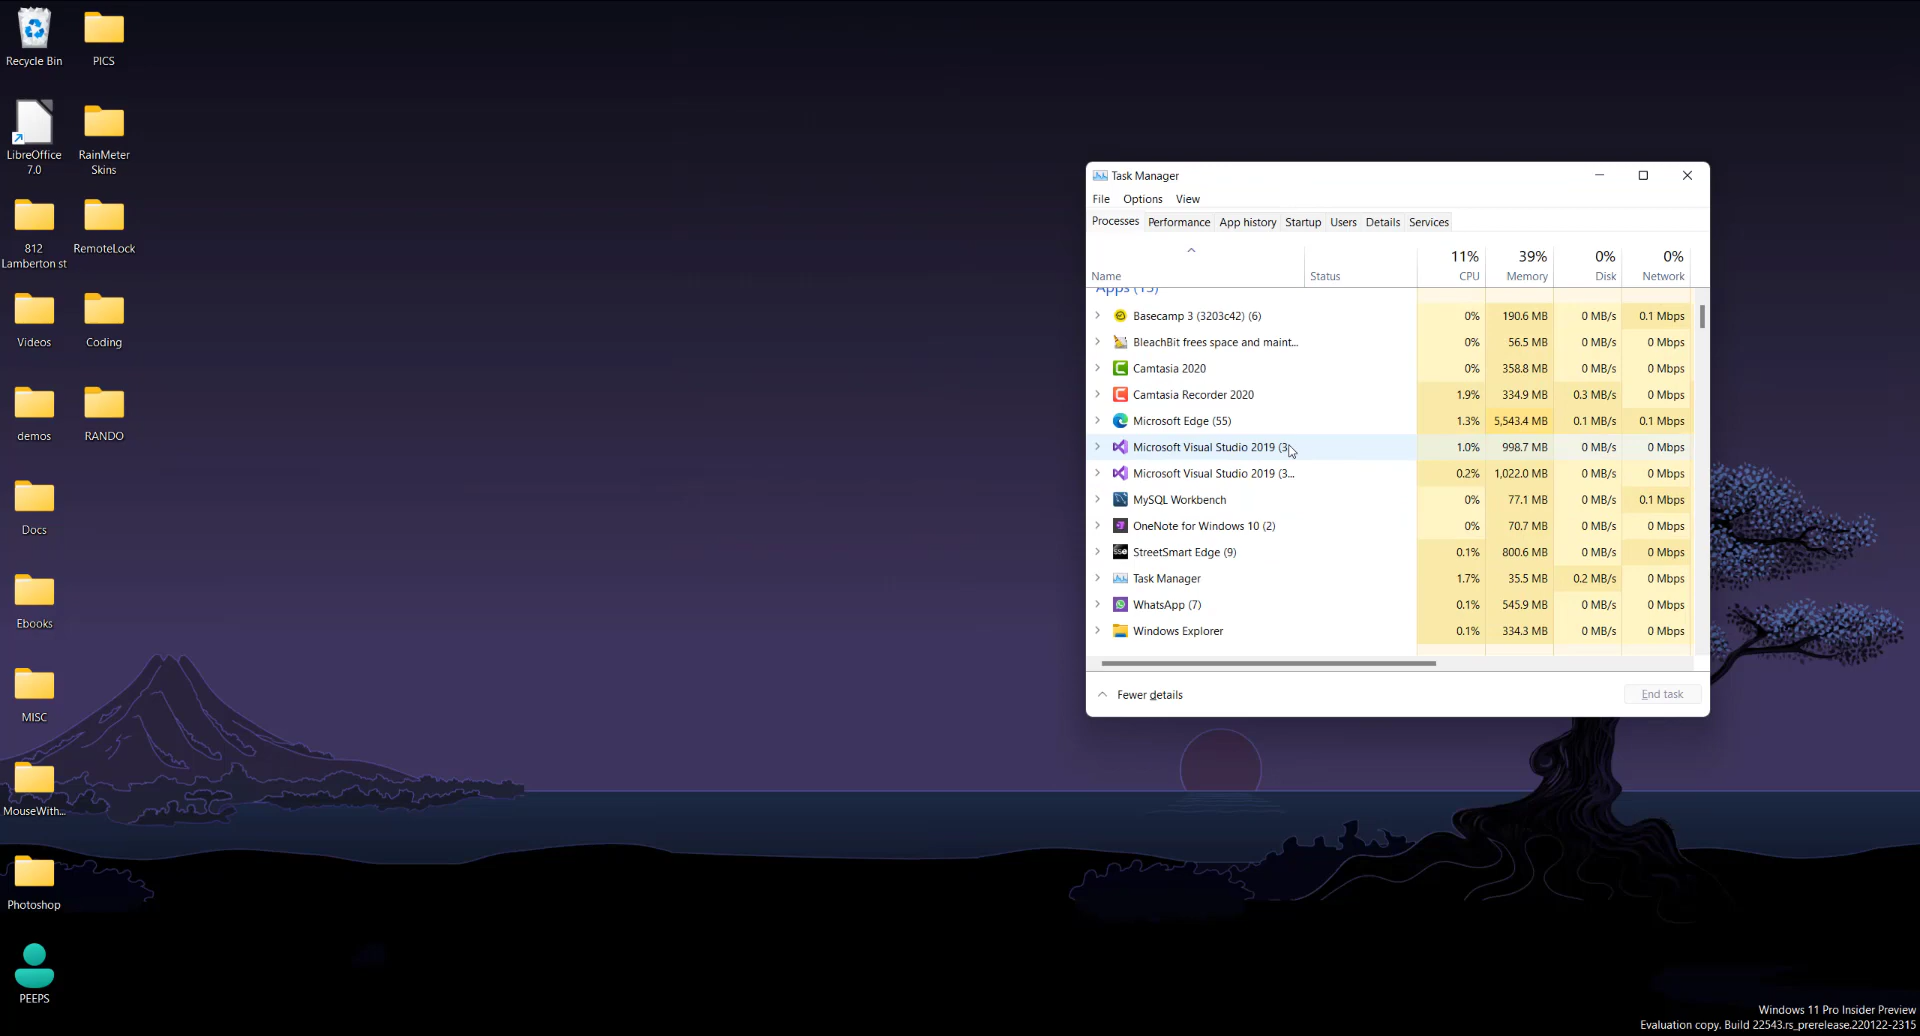 Recycle Bin
PICS
LibreOffice
7.0
RainMeter
Skins
812
Lamberton st
RemoteLock
Videos
Coding
demos
RANDO
Docs
Ebooks
MISC
MouseWith...
Photoshop
PEEPS
Task Manager
File Options View
Processes Performance App history Startup Users Details Services
11% 39% 0% 0%
Name Status CPU Memory Disk Network
Apps (13)
Basecamp 3 (3203c42) (6) 0% 190.6 MB 0 MB/s 0.1 Mbps
BleachBit frees space and maint... 0% 56.5 MB 0 MB/s 0 Mbps
Camtasia 2020 0% 358.8 MB 0 MB/s 0 Mbps
Camtasia Recorder 2020 1.9% 334.9 MB 0.3 MB/s 0 Mbps
Microsoft Edge (55) 1.3% 5,543.4 MB 0.1 MB/s 0.1 Mbps
Microsoft Visual Studio 2019 (3... 1.0% 998.7 MB 0 MB/s 0 Mbps
Microsoft Visual Studio 2019 (3... 0.2% 1,022.0 MB 0 MB/s 0 Mbps
MySQL Workbench 0% 77.1 MB 0 MB/s 0.1 Mbps
OneNote for Windows 10 (2) 0% 70.7 MB 0 MB/s 0 Mbps
StreetSmart Edge (9) 0.1% 800.6 MB 0 MB/s 0 Mbps
Task Manager 1.7% 35.5 MB 0.2 MB/s 0 Mbps
WhatsApp (7) 0.1% 545.9 MB 0 MB/s 0 Mbps
Windows Explorer 0.1% 334.3 MB 0 MB/s 0 Mbps
Fewer details
End task
Windows 11 Pro Insider Preview
Evaluation copy. Build 22543.rs_prerelease.220122-2315